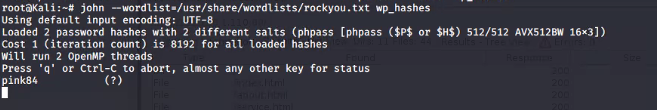 root@Kali:~# john --wordlist=/usr/share/wordlists/rockyou.txt wp_hashes
Using default input encoding: UTF-8
Loaded 2 password hashes with 2 different salts (phpass [phpass ($P$ or $H$) 512/512 AVX512BW 16×3])
Cost 1 (iteration count) is 8192 for all loaded hashes
Will run 2 OpenMP threads
Press 'q' or Ctrl-C to abort, almost any other key for status
pink84 (?)